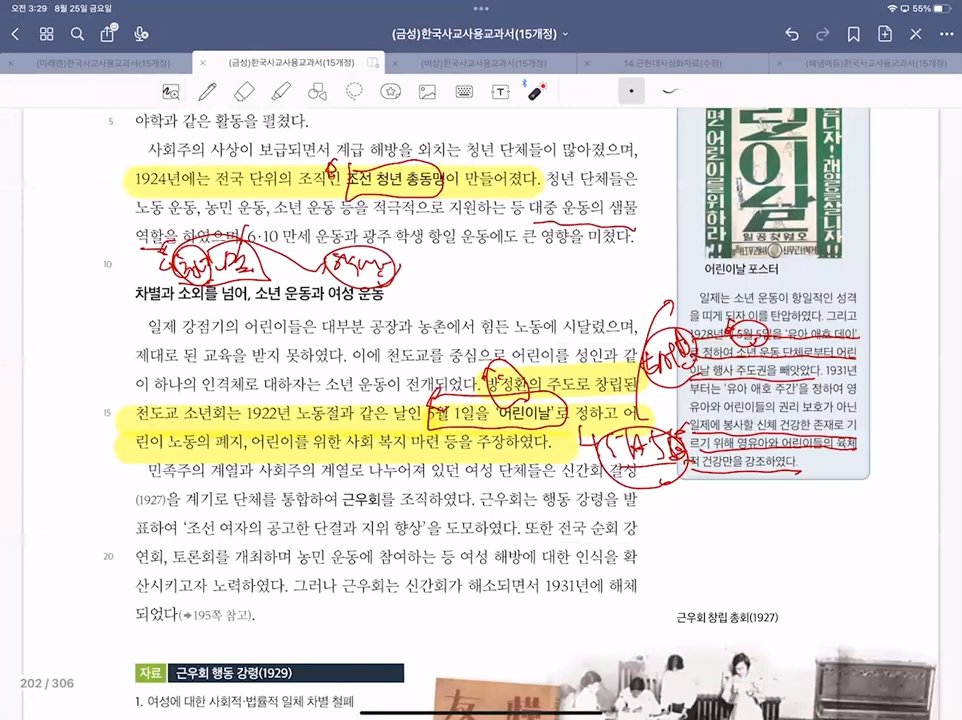 오전 3:29 8월 25일 금요일
55%
(금성)한국사교사용교과서(15개정)
(미래엔)한국사교사용교과서(15개정)
(금성)한국사교사용교과서(15개정)
(비상)한국사교사용교과서(15개정)
14.근현대사심화자료(수정)
(해냄에듀)한국사교사용교과서(15개정)
5
야학과 같은 활동을 펼쳤다.
사회주의 사상이 보급되면서 계급 해방을 외치는 청년 단체들이 많아졌으며,
1924년에는 전국 단위의 조직인 조선 청년 총동맹이 만들어졌다. 청년 단체들은
노동 운동, 농민 운동, 소년 운동 등을 적극적으로 지원하는 등 대중 운동의 샘물
역할을 하였으며 6·10 만세 운동과 광주 학생 항일 운동에도 큰 영향을 미쳤다.
10
차별과 소외를 넘어, 소년 운동과 여성 운동
일제 강점기의 어린이들은 대부분 공장과 농촌에서 힘든 노동에 시달렸으며,
제대로 된 교육을 받지 못하였다. 이에 천도교를 중심으로 어린이를 성인과 같
이 하나의 인격체로 대하자는 소년 운동이 전개되었다. 방정환의 주도로 창립된
15
천도교 소년회는 1922년 노동절과 같은 날인 5월 1일을 '어린이날'로 정하고 어
린이 노동의 폐지, 어린이를 위한 사회 복지 마련 등을 주장하였다.
민족주의 계열과 사회주의 계열로 나누어져 있던 여성 단체들은 신간회 결성
(1927)을 계기로 단체를 통합하여 근우회를 조직하였다. 근우회는 행동 강령을 발
표하여 '조선 여자의 공고한 단결과 지위 향상'을 도모하였다. 또한 전국 순회 강
20
연회, 토론회를 개최하며 농민 운동에 참여하는 등 여성 해방에 대한 인식을 확
산시키고자 노력하였다. 그러나 근우회는 신간회가 해소되면서 1931년에 해체
되었다(➔195쪽 참고).
어린이날 포스터
일제는 소년 운동이 항일적인 성격
을 띠게 되자 이를 탄압하였다. 그리고
1928년 5월 5일을 '유아 애호 데이'
로 정하여 소년 운동 단체로부터 어린
이날 행사 주도권을 빼앗았다. 1931년
부터는 '유아 애호 주간'을 정하여 영
유아와 어린이들의 권리 보호가 아닌
일제에 봉사할 신체 건강한 존재로 기
르기 위해 영유아와 어린이들의 육체
적 건강만을 강조하였다.
근우회 창립 총회(1927)
202 / 306
자료 근우회 행동 강령(1929)
1. 여성에 대한 사회적·법률적 일체 차별 철폐